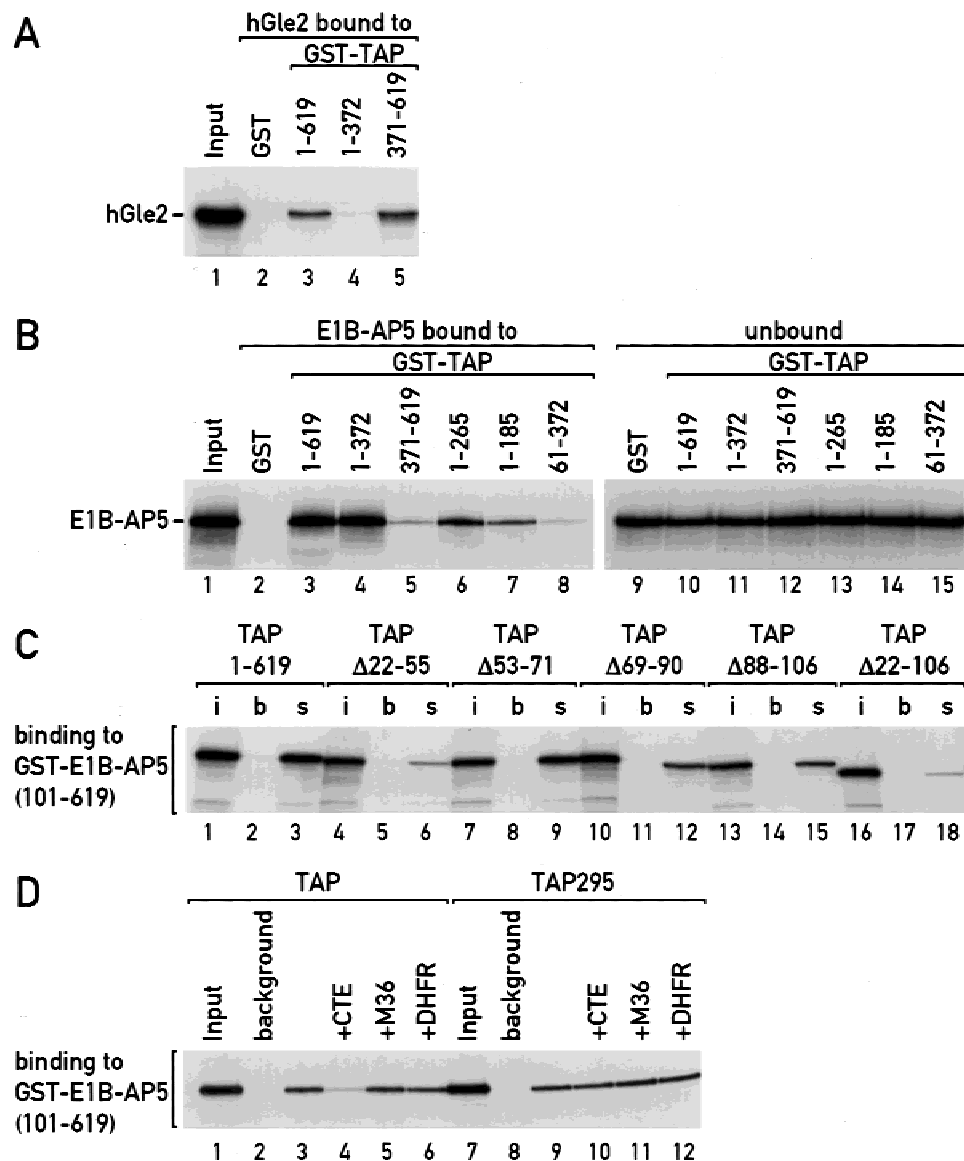 A
hGle2 bound to
GST-TAP
Input
GST
1-619
1-372
371-619
hGle2
1 2 3 4 5
B
E1B-AP5 bound to
unbound
GST-TAP
GST-TAP
Input
GST
1-619
1-372
371-619
1-265
1-185
61-372
GST
1-619
1-372
371-619
1-265
1-185
61-372
E1B-AP5
1 2 3 4 5 6 7 8 9 10 11 12 13 14 15
C
TAP TAP TAP TAP TAP TAP
1-619 Δ22-55 Δ53-71 Δ69-90 Δ88-106 Δ22-106
i b s i b s i b s i b s i b s i b s
binding to
GST-E1B-AP5
(101-619)
1 2 3 4 5 6 7 8 9 10 11 12 13 14 15 16 17 18
D
TAP
TAP295
Input
background
+CTE
+M36
+DHFR
Input
background
+CTE
+M36
+DHFR
binding to
GST-E1B-AP5
(101-619)
1 2 3 4 5 6 7 8 9 10 11 12